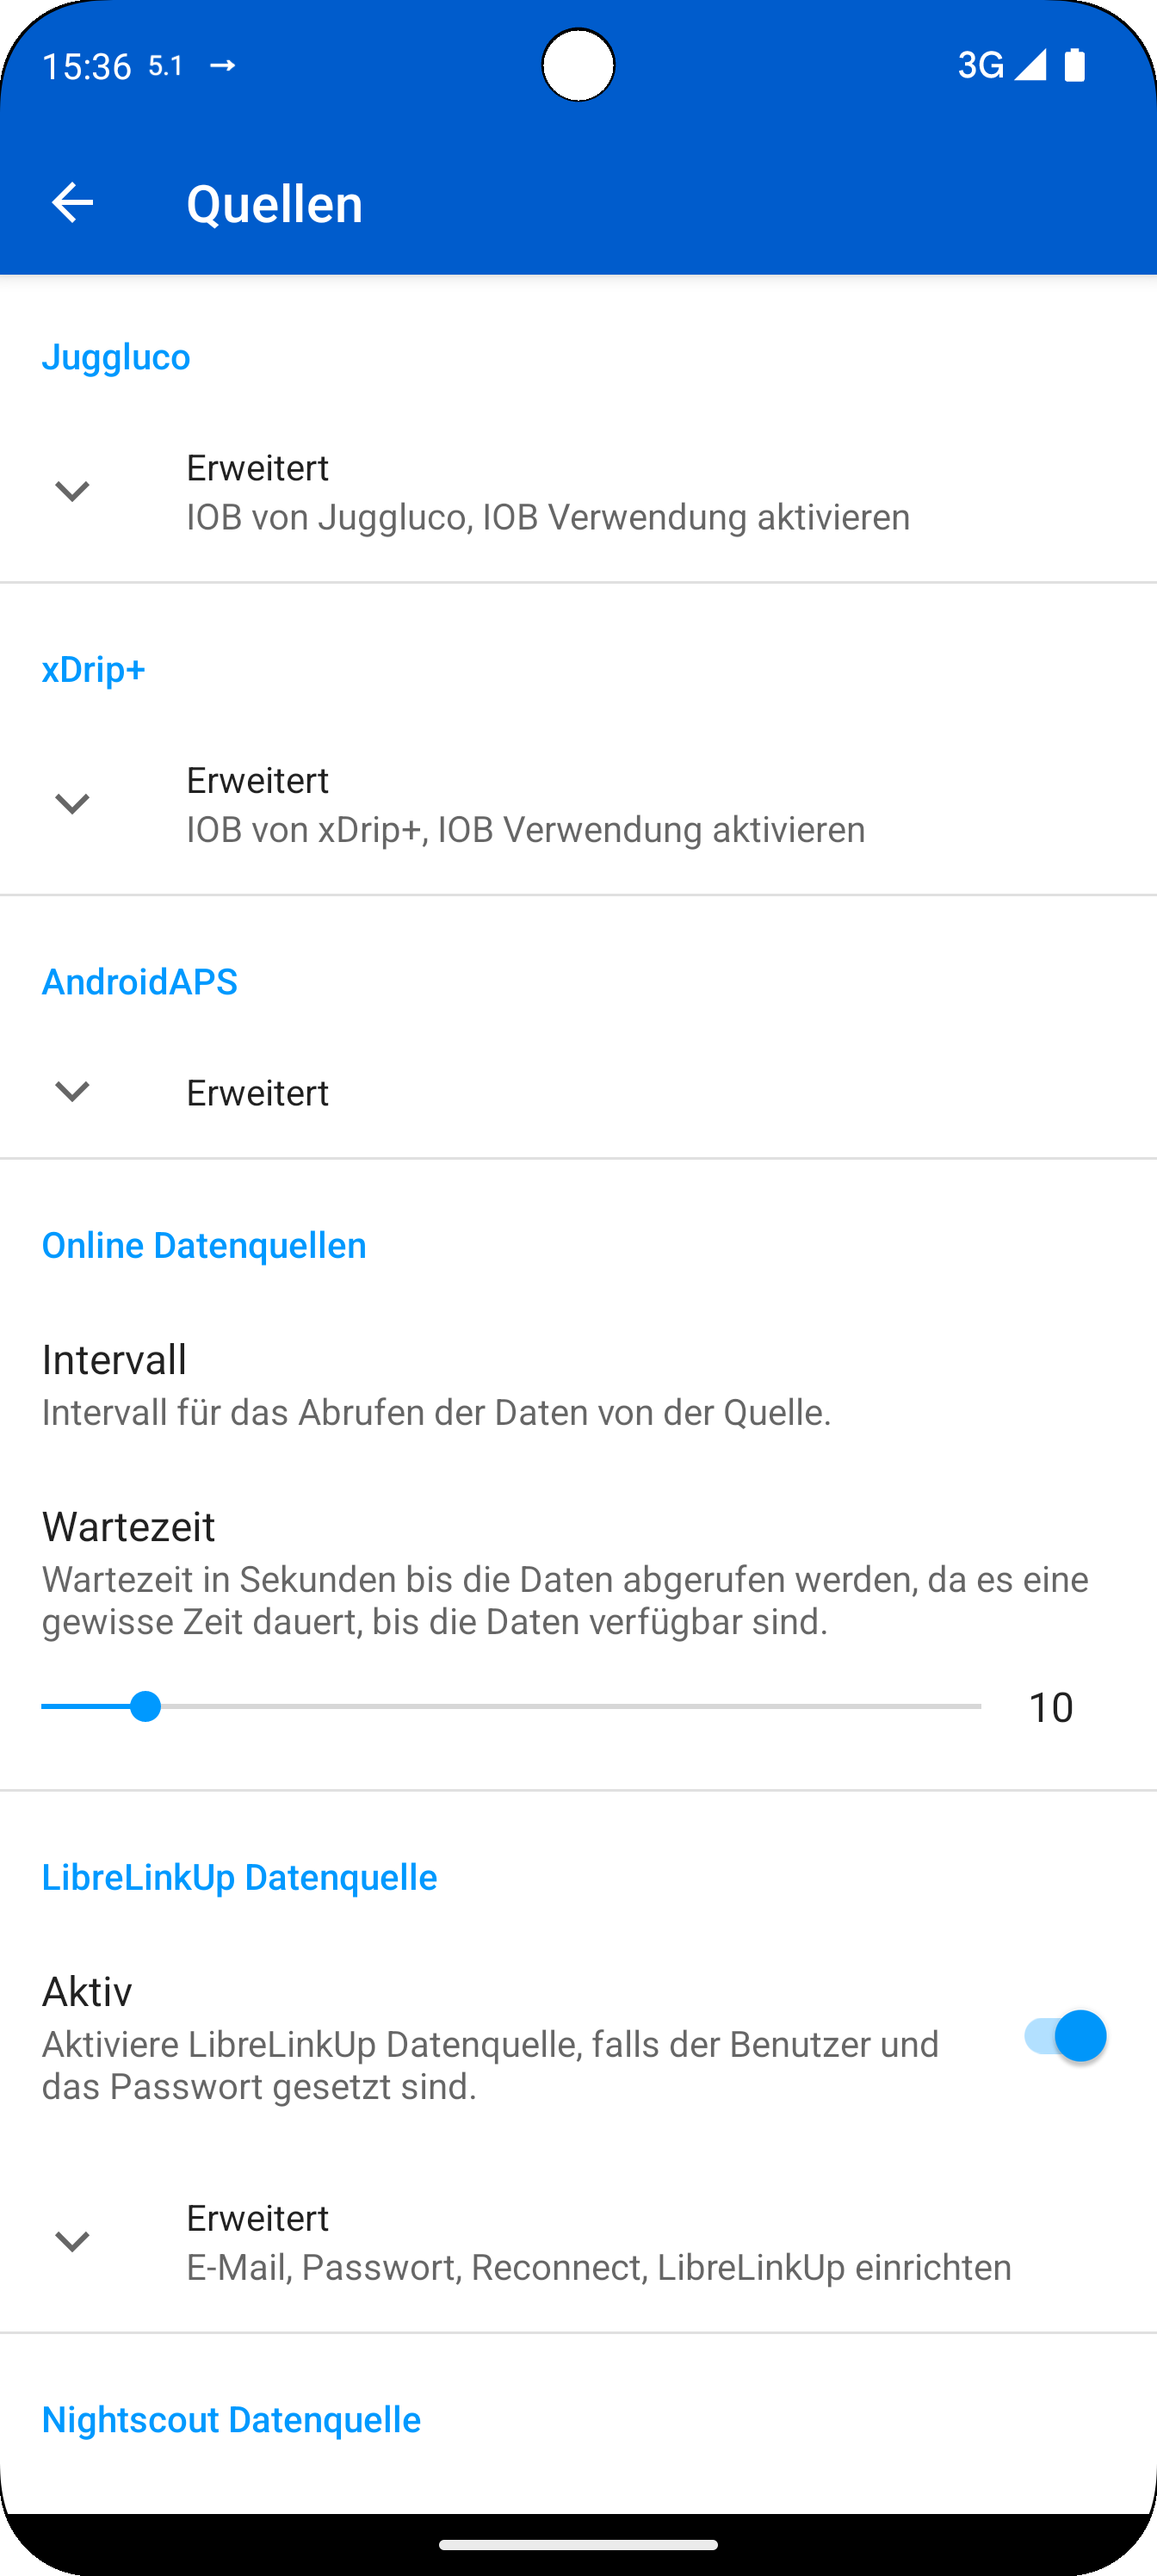 15:36 5.1 → 3G
Quellen
Juggluco
Erweitert
IOB von Juggluco, IOB Verwendung aktivieren
xDrip+
Erweitert
IOB von xDrip+, IOB Verwendung aktivieren
AndroidAPS
Erweitert
Online Datenquellen
Intervall
Intervall für das Abrufen der Daten von der Quelle.
Wartezeit
Wartezeit in Sekunden bis die Daten abgerufen werden, da es eine
gewisse Zeit dauert, bis die Daten verfügbar sind.
10
LibreLinkUp Datenquelle
Aktiv
Aktiviere LibreLinkUp Datenquelle, falls der Benutzer und
das Passwort gesetzt sind.
Erweitert
E-Mail, Passwort, Reconnect, LibreLinkUp einrichten
Nightscout Datenquelle